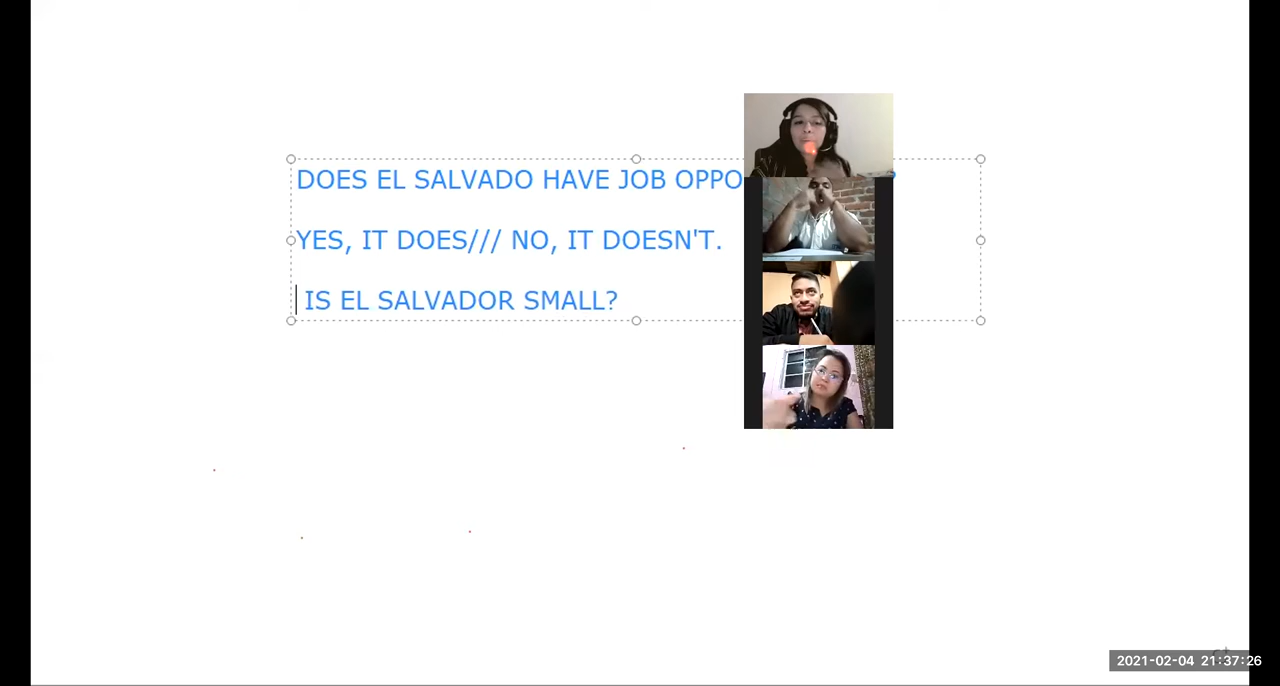 DOES EL SALVADO HAVE JOB OPPO
YES, IT DOES/// NO, IT DOESN'T.
IS EL SALVADOR SMALL?
2021-02-04 21:37:26